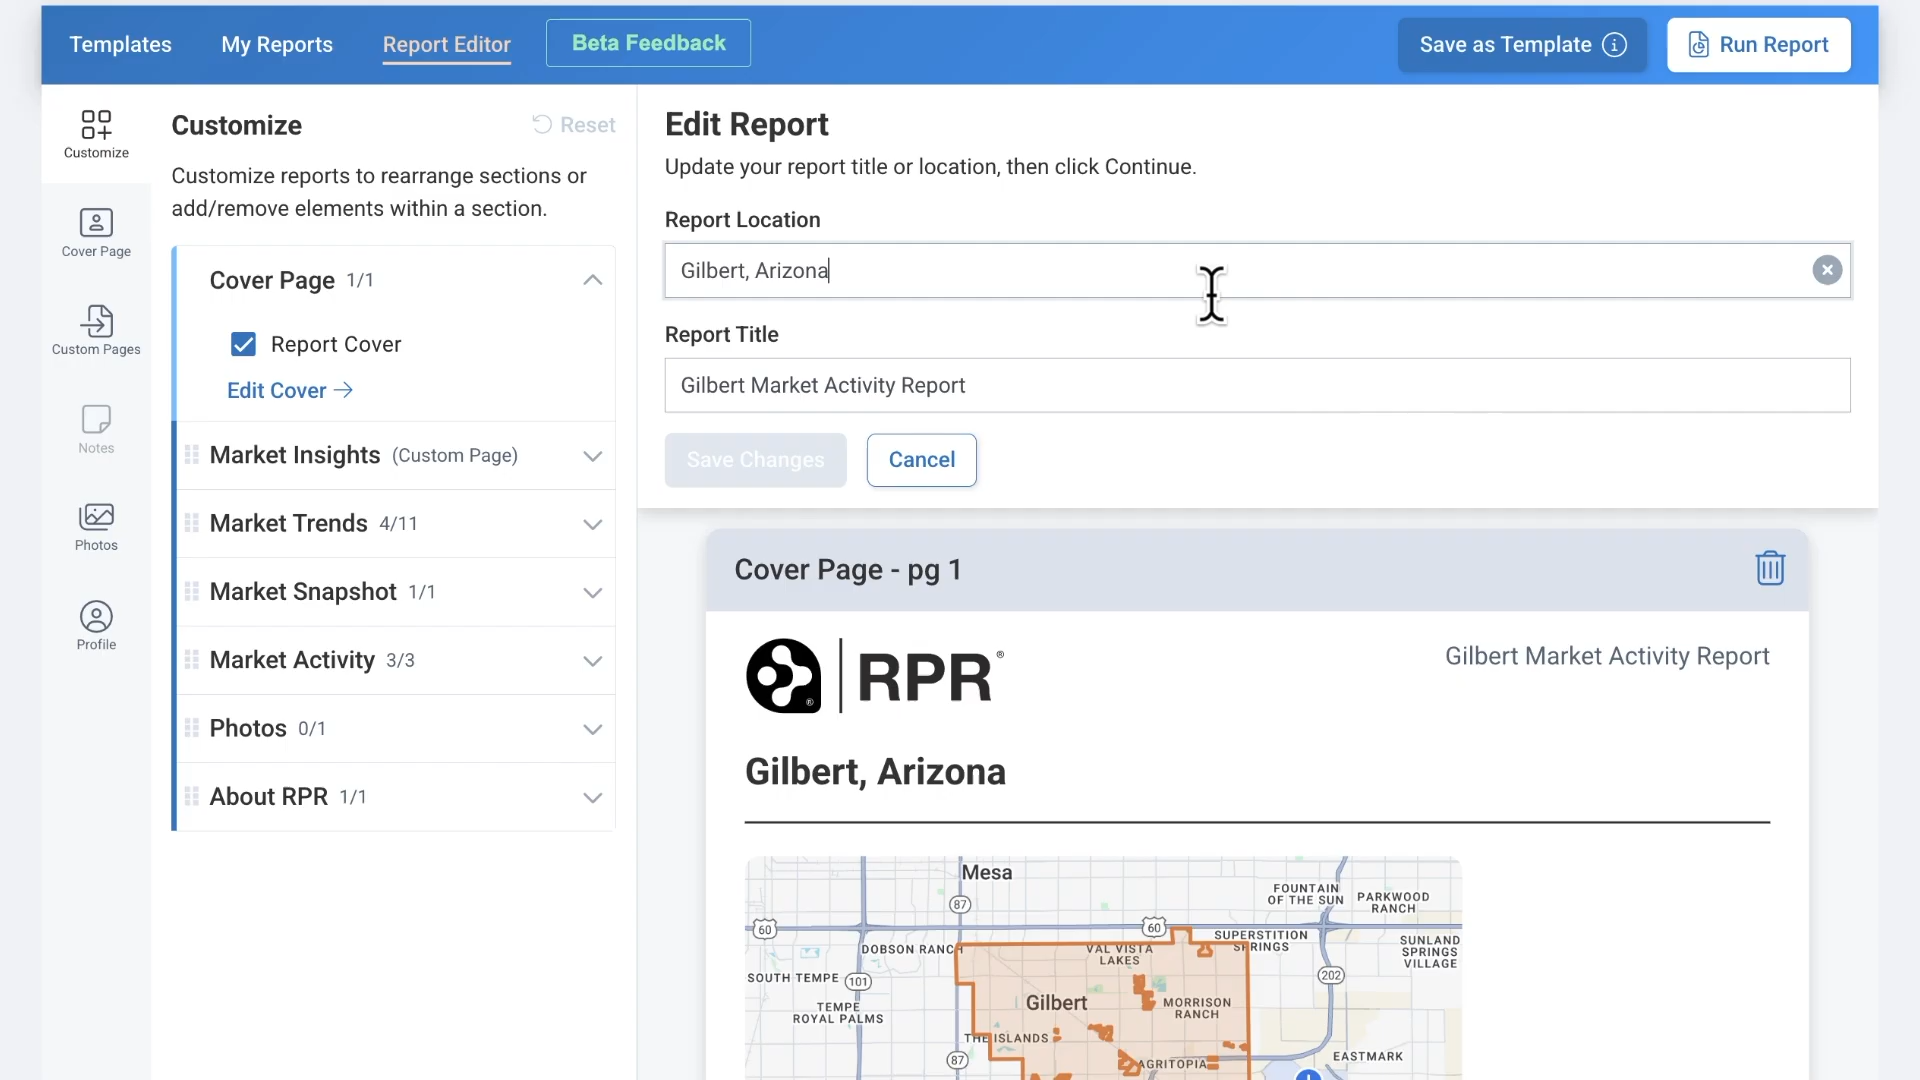 Templates
My Reports
Report Editor
Beta Feedback
Save as Template
Run Report
Customize
Cover Page
Custom Pages
Notes
Photos
Profile
Customize
Reset
Customize reports to rearrange sections or
add/remove elements within a section.
Cover Page 1/1
Report Cover
Edit Cover
Market Insights (Custom Page)
Market Trends 4/11
Market Snapshot 1/1
Market Activity 3/3
Photos 0/1
About RPR 1/1
Edit Report
Update your report title or location, then click Continue.
Report Location
Gilbert, Arizona
Report Title
Gilbert Market Activity Report
Save Changes
Cancel
Cover Page - pg 1
RPR®
Gilbert Market Activity Report
Gilbert, Arizona
Mesa
87
FOUNTAIN
OF THE SUN
PARKWOOD
RANCH
60
60
DOBSON RANCH
VAL VISTA
LAKES
SUPERSTITION
SPRINGS
SUNLAND
SPRINGS
VILLAGE
SOUTH TEMPE
101
202
TEMPE
ROYAL PALMS
Gilbert
MORRISON
RANCH
THE ISLANDS
87
AGRITOPIA
EASTMARK